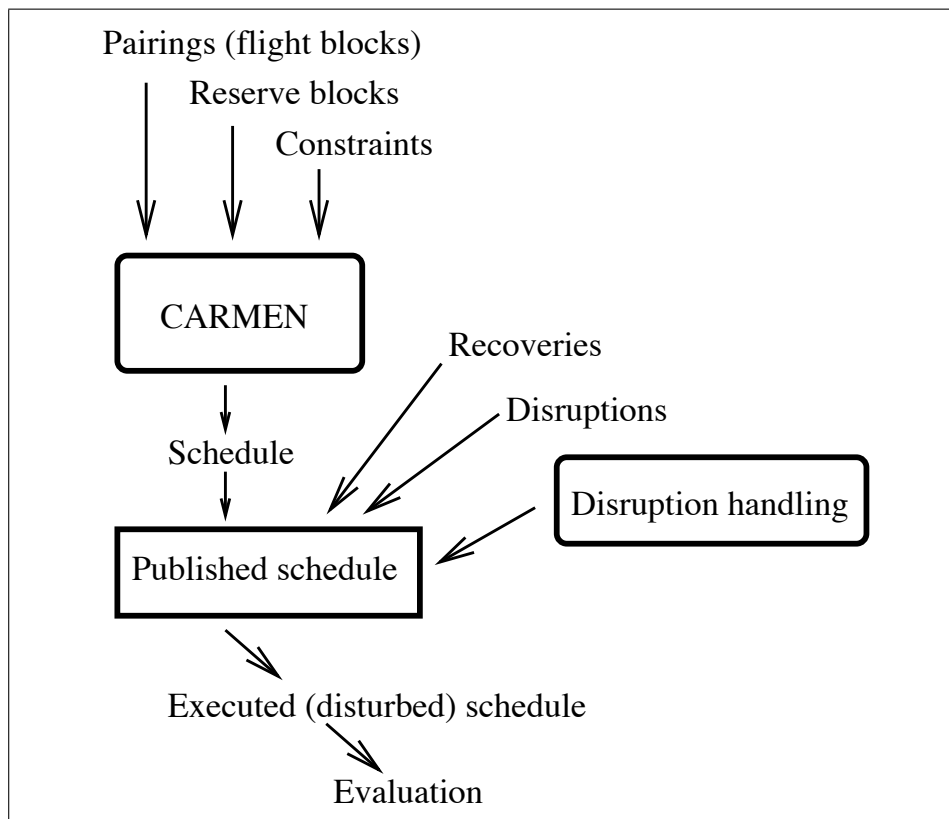 Pairings (flight blocks)
Reserve blocks
Constraints
CARMEN
Recoveries
Disruptions
Schedule
Disruption handling
Published schedule
Executed (disturbed) schedule
Evaluation